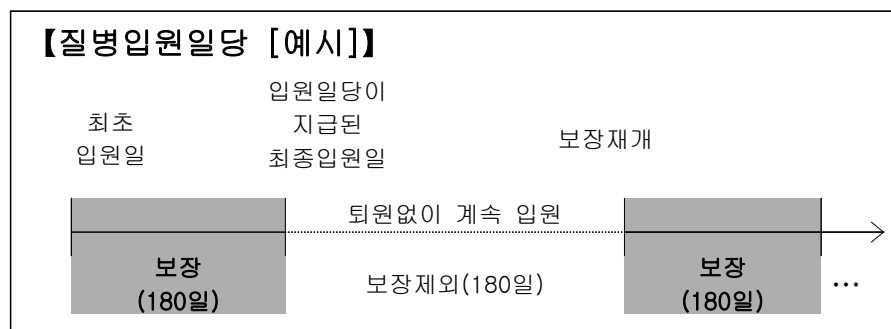 【질병입원일당 [예시]】
최초
입원일
입원일당이
지급된
최종입원일
보장재개
퇴원없이 계속 입원
보장
(180일)
보장제외(180일)
보장
(180일)
…